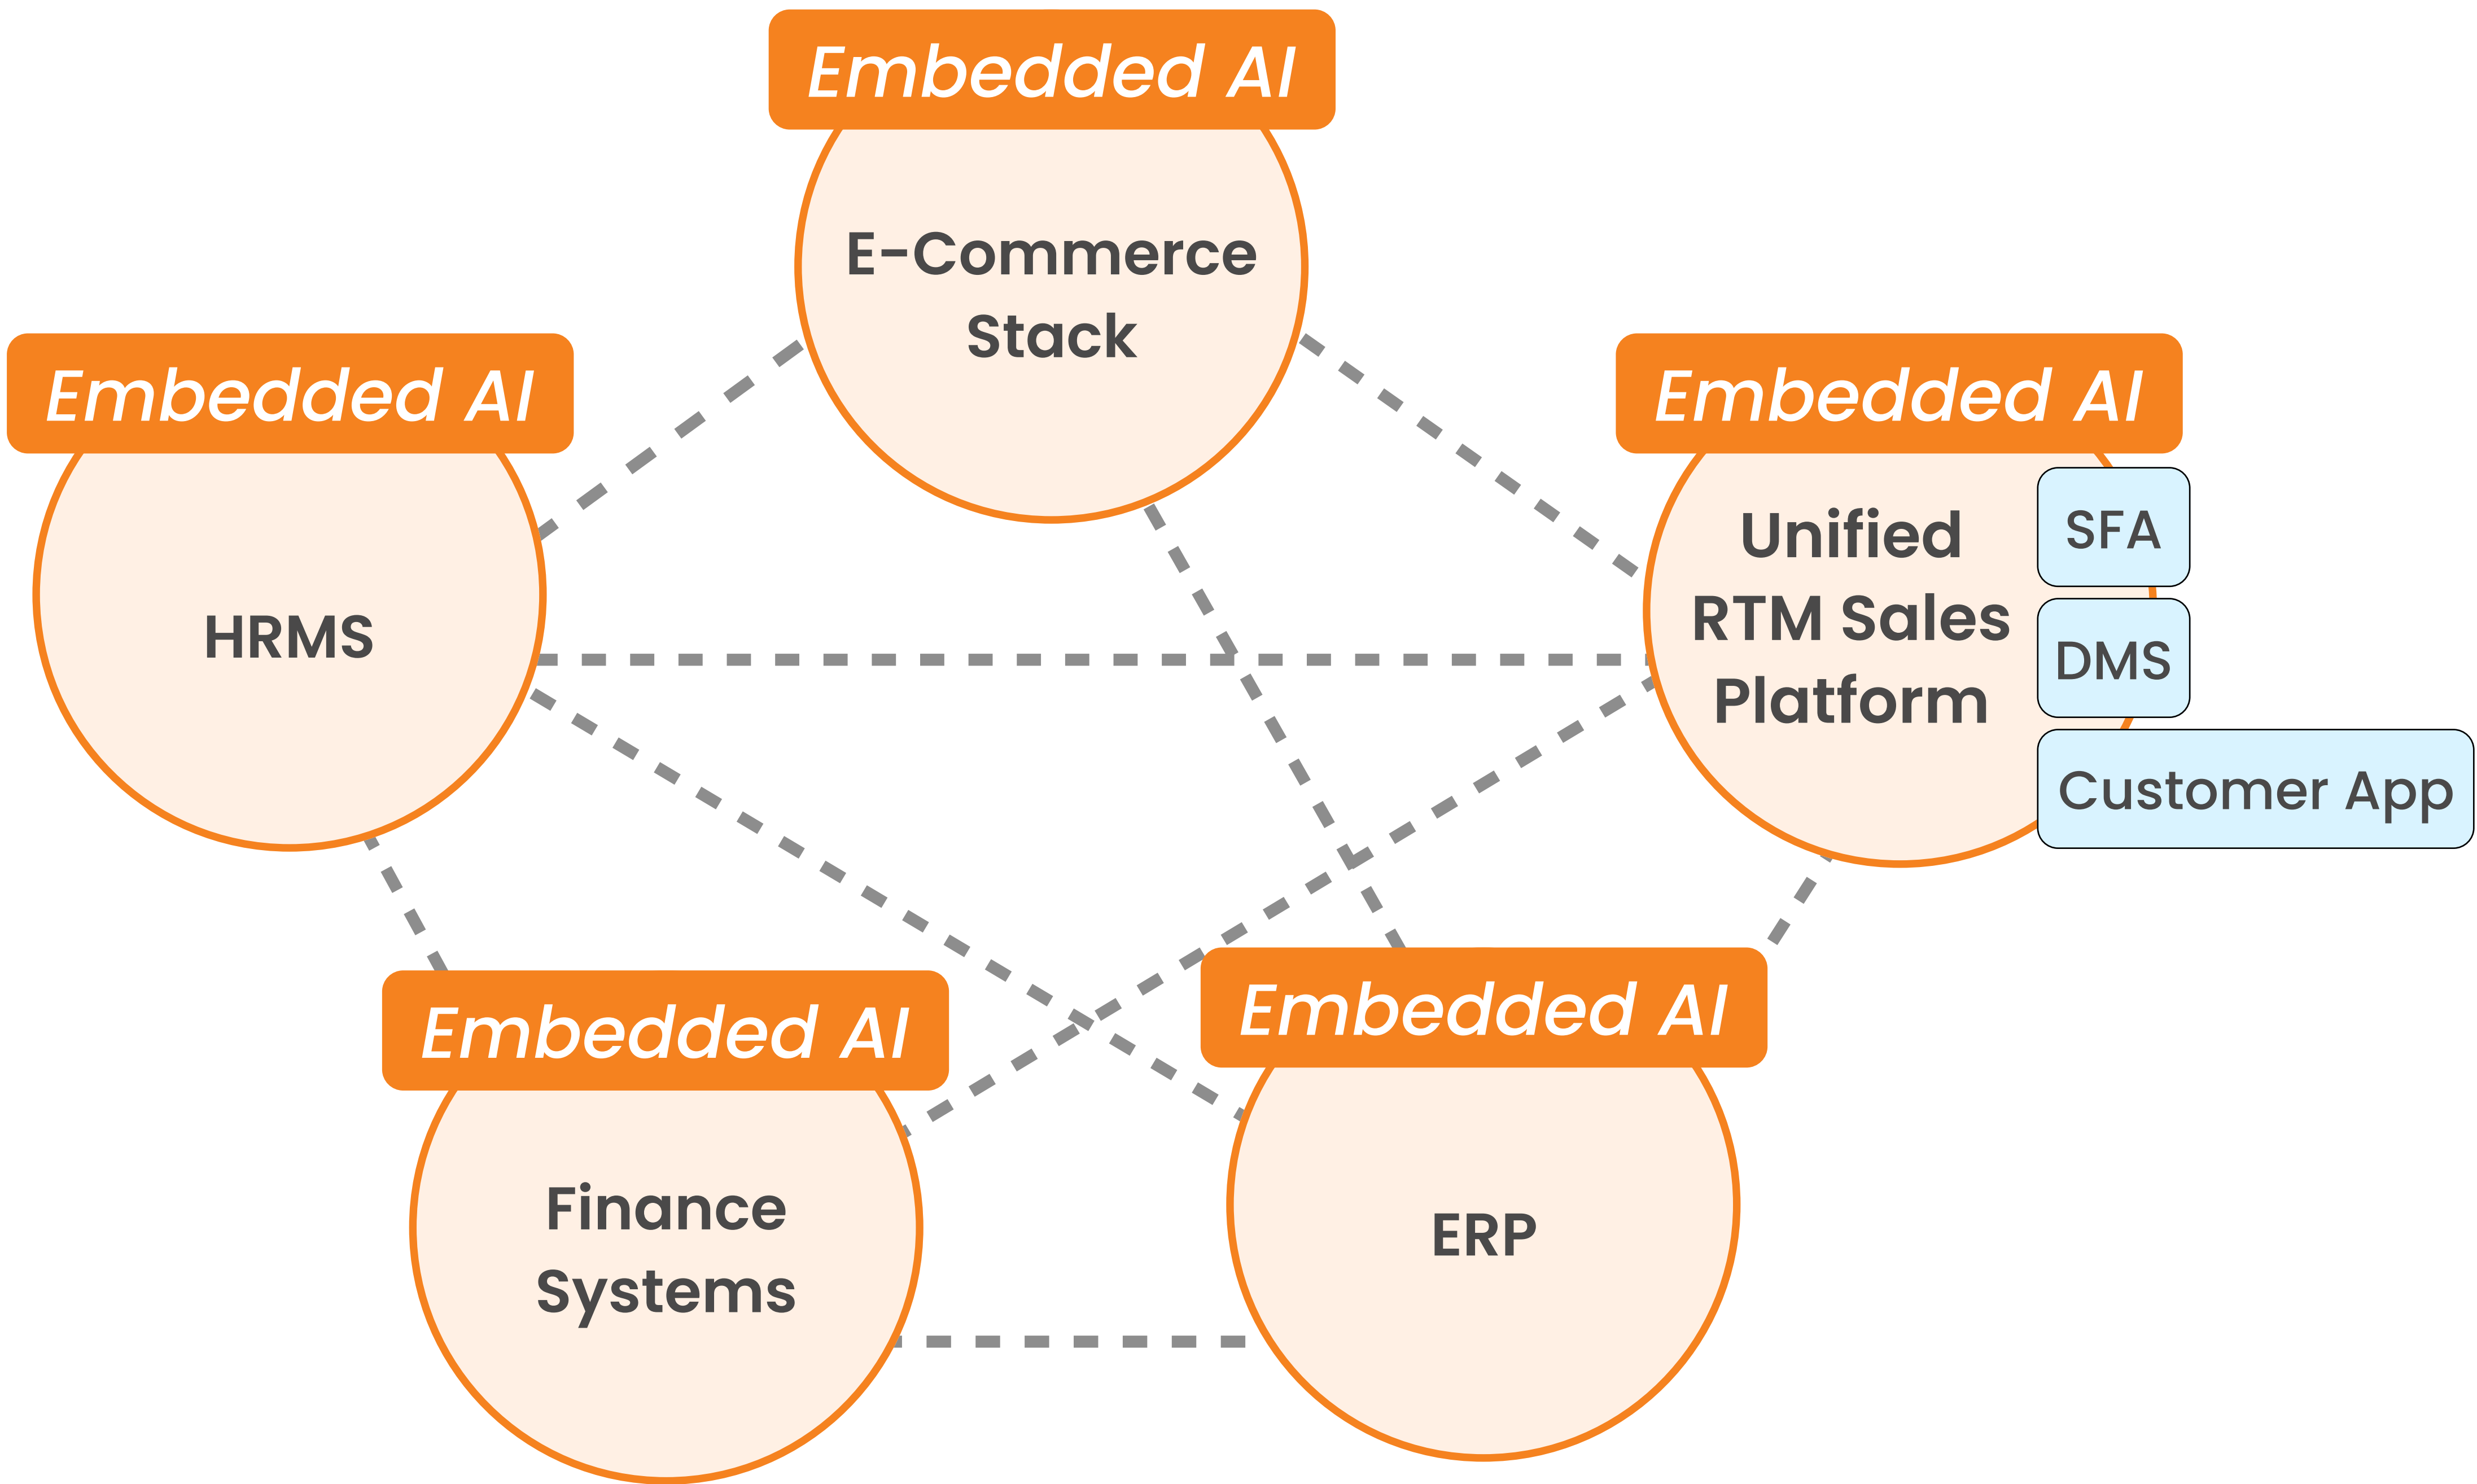 Embedded AI
E-Commerce
Stack
Embedded AI
HRMS
Embedded AI
Unified
RTM Sales
Platform
SFA
DMS
Customer App
Embedded AI
Finance
Systems
Embedded AI
ERP